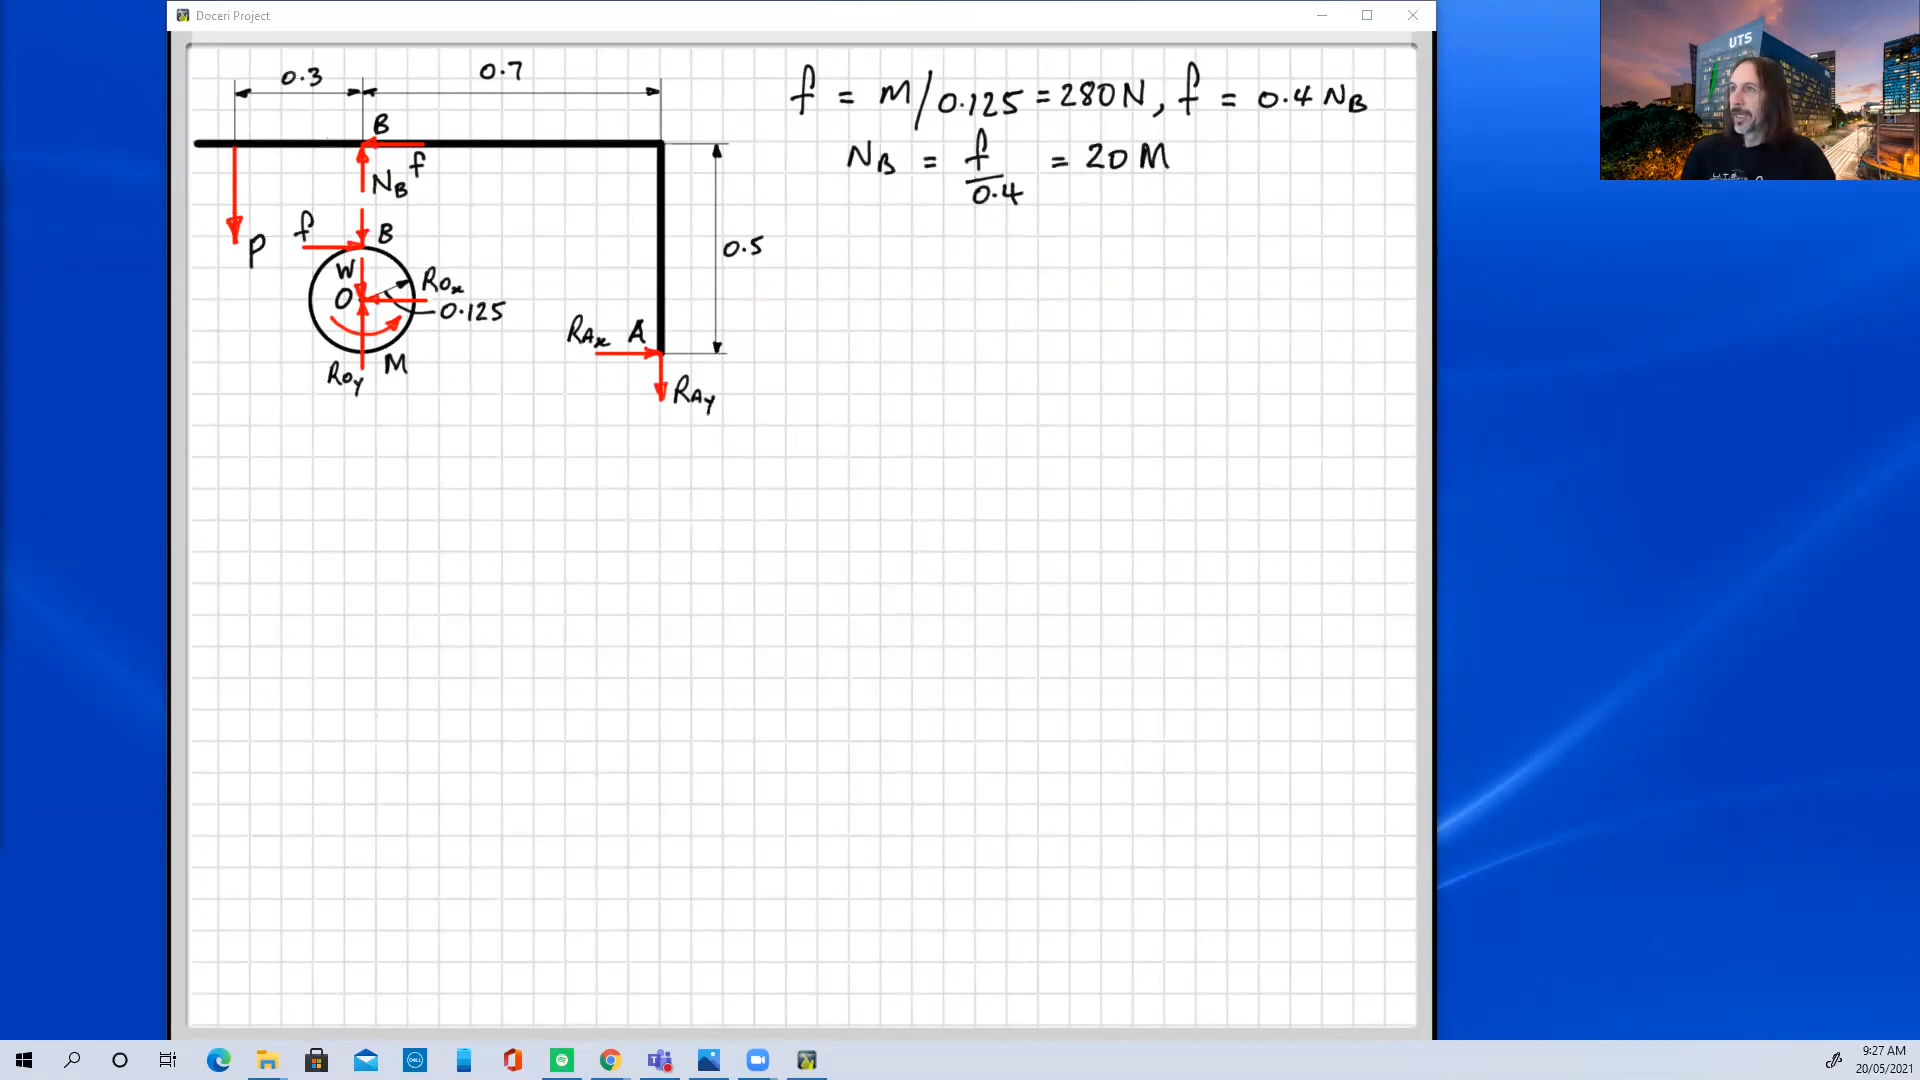 Doceri Project
UTS
0.3
0.7
f = M/0.125 = 280N, f = 0.4 NB
NB = f/0.4 = 20 M
B
f
NB
P
f
B
W
O
ROx
0.125
M
ROy
0.5
RAx A
RAy
9:27 AM
20/05/2021